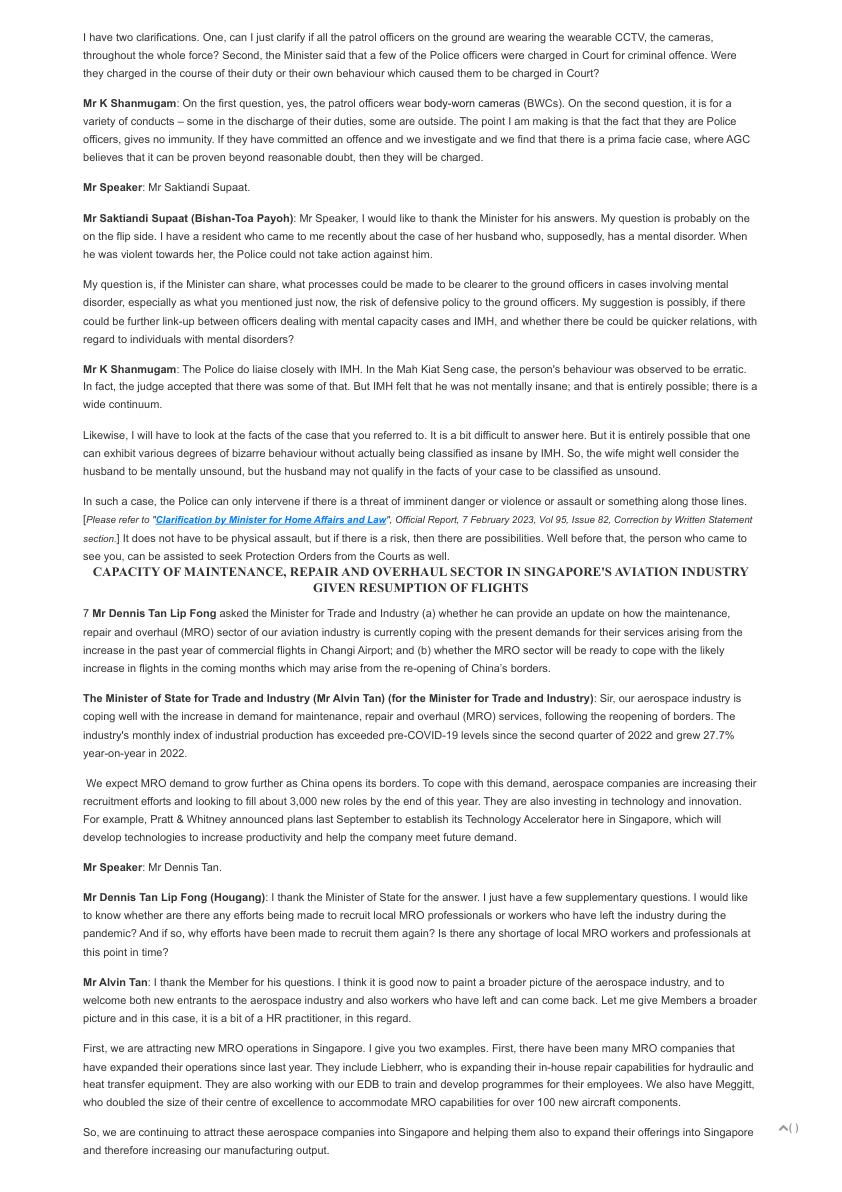 I have two clarifications. One, can I just clarify if all the patrol officers on the ground are wearing the wearable CCTV, the cameras,
throughout the whole force? Second, the Minister said that a few of the Police officers were charged in Court for criminal offence. Were
they charged in the course of their duty or their own behaviour which caused them to be charged in Court?
Mr K Shanmugam: On the first question, yes, the patrol officers wear body-worn cameras (BWCs). On the second question, it is for a
variety of conducts – some in the discharge of their duties, some are outside. The point I am making is that the fact that they are Police
officers, gives no immunity. If they have committed an offence and we investigate and we find that there is a prima facie case, where AGC
believes that it can be proven beyond reasonable doubt, then they will be charged.
Mr Speaker: Mr Saktiandi Supaat.
Mr Saktiandi Supaat (Bishan-Toa Payoh): Mr Speaker, I would like to thank the Minister for his answers. My question is probably on the
on the flip side. I have a resident who came to me recently about the case of her husband who, supposedly, has a mental disorder. When
he was violent towards her, the Police could not take action against him.
My question is, if the Minister can share, what processes could be made to be clearer to the ground officers in cases involving mental
disorder, especially as what you mentioned just now, the risk of defensive policy to the ground officers. My suggestion is possibly, if there
could be further link-up between officers dealing with mental capacity cases and IMH, and whether there be could be quicker relations, with
regard to individuals with mental disorders?
Mr K Shanmugam: The Police do liaise closely with IMH. In the Mah Kiat Seng case, the person's behaviour was observed to be erratic.
In fact, the judge accepted that there was some of that. But IMH felt that he was not mentally insane; and that is entirely possible; there is a
wide continuum.
Likewise, I will have to look at the facts of the case that you referred to. It is a bit difficult to answer here. But it is entirely possible that one
can exhibit various degrees of bizarre behaviour without actually being classified as insane by IMH. So, the wife might well consider the
husband to be mentally unsound, but the husband may not qualify in the facts of your case to be classified as unsound.
In such a case, the Police can only intervene if there is a threat of imminent danger or violence or assault or something along those lines.
[Please refer to "Clarification by Minister for Home Affairs and Law", Official Report, 7 February 2023, Vol 95, Issue 82, Correction by Written Statement
section.] It does not have to be physical assault, but if there is a risk, then there are possibilities. Well before that, the person who came to
see you, can be assisted to seek Protection Orders from the Courts as well.
CAPACITY OF MAINTENANCE, REPAIR AND OVERHAUL SECTOR IN SINGAPORE'S AVIATION INDUSTRY
GIVEN RESUMPTION OF FLIGHTS
7 Mr Dennis Tan Lip Fong asked the Minister for Trade and Industry (a) whether he can provide an update on how the maintenance,
repair and overhaul (MRO) sector of our aviation industry is currently coping with the present demands for their services arising from the
increase in the past year of commercial flights in Changi Airport; and (b) whether the MRO sector will be ready to cope with the likely
increase in flights in the coming months which may arise from the re-opening of China’s borders.
The Minister of State for Trade and Industry (Mr Alvin Tan) (for the Minister for Trade and Industry): Sir, our aerospace industry is
coping well with the increase in demand for maintenance, repair and overhaul (MRO) services, following the reopening of borders. The
industry's monthly index of industrial production has exceeded pre-COVID-19 levels since the second quarter of 2022 and grew 27.7%
year-on-year in 2022.
We expect MRO demand to grow further as China opens its borders. To cope with this demand, aerospace companies are increasing their
recruitment efforts and looking to fill about 3,000 new roles by the end of this year. They are also investing in technology and innovation.
For example, Pratt & Whitney announced plans last September to establish its Technology Accelerator here in Singapore, which will
develop technologies to increase productivity and help the company meet future demand.
Mr Speaker: Mr Dennis Tan.
Mr Dennis Tan Lip Fong (Hougang): I thank the Minister of State for the answer. I just have a few supplementary questions. I would like
to know whether are there any efforts being made to recruit local MRO professionals or workers who have left the industry during the
pandemic? And if so, why efforts have been made to recruit them again? Is there any shortage of local MRO workers and professionals at
this point in time?
Mr Alvin Tan: I thank the Member for his questions. I think it is good now to paint a broader picture of the aerospace industry, and to
welcome both new entrants to the aerospace industry and also workers who have left and can come back. Let me give Members a broader
picture and in this case, it is a bit of a HR practitioner, in this regard.
First, we are attracting new MRO operations in Singapore. I give you two examples. First, there have been many MRO companies that
have expanded their operations since last year. They include Liebherr, who is expanding their in-house repair capabilities for hydraulic and
heat transfer equipment. They are also working with our EDB to train and develop programmes for their employees. We also have Meggitt,
who doubled the size of their centre of excellence to accommodate MRO capabilities for over 100 new aircraft components.
So, we are continuing to attract these aerospace companies into Singapore and helping them also to expand their offerings into Singapore
and therefore increasing our manufacturing output.
( )